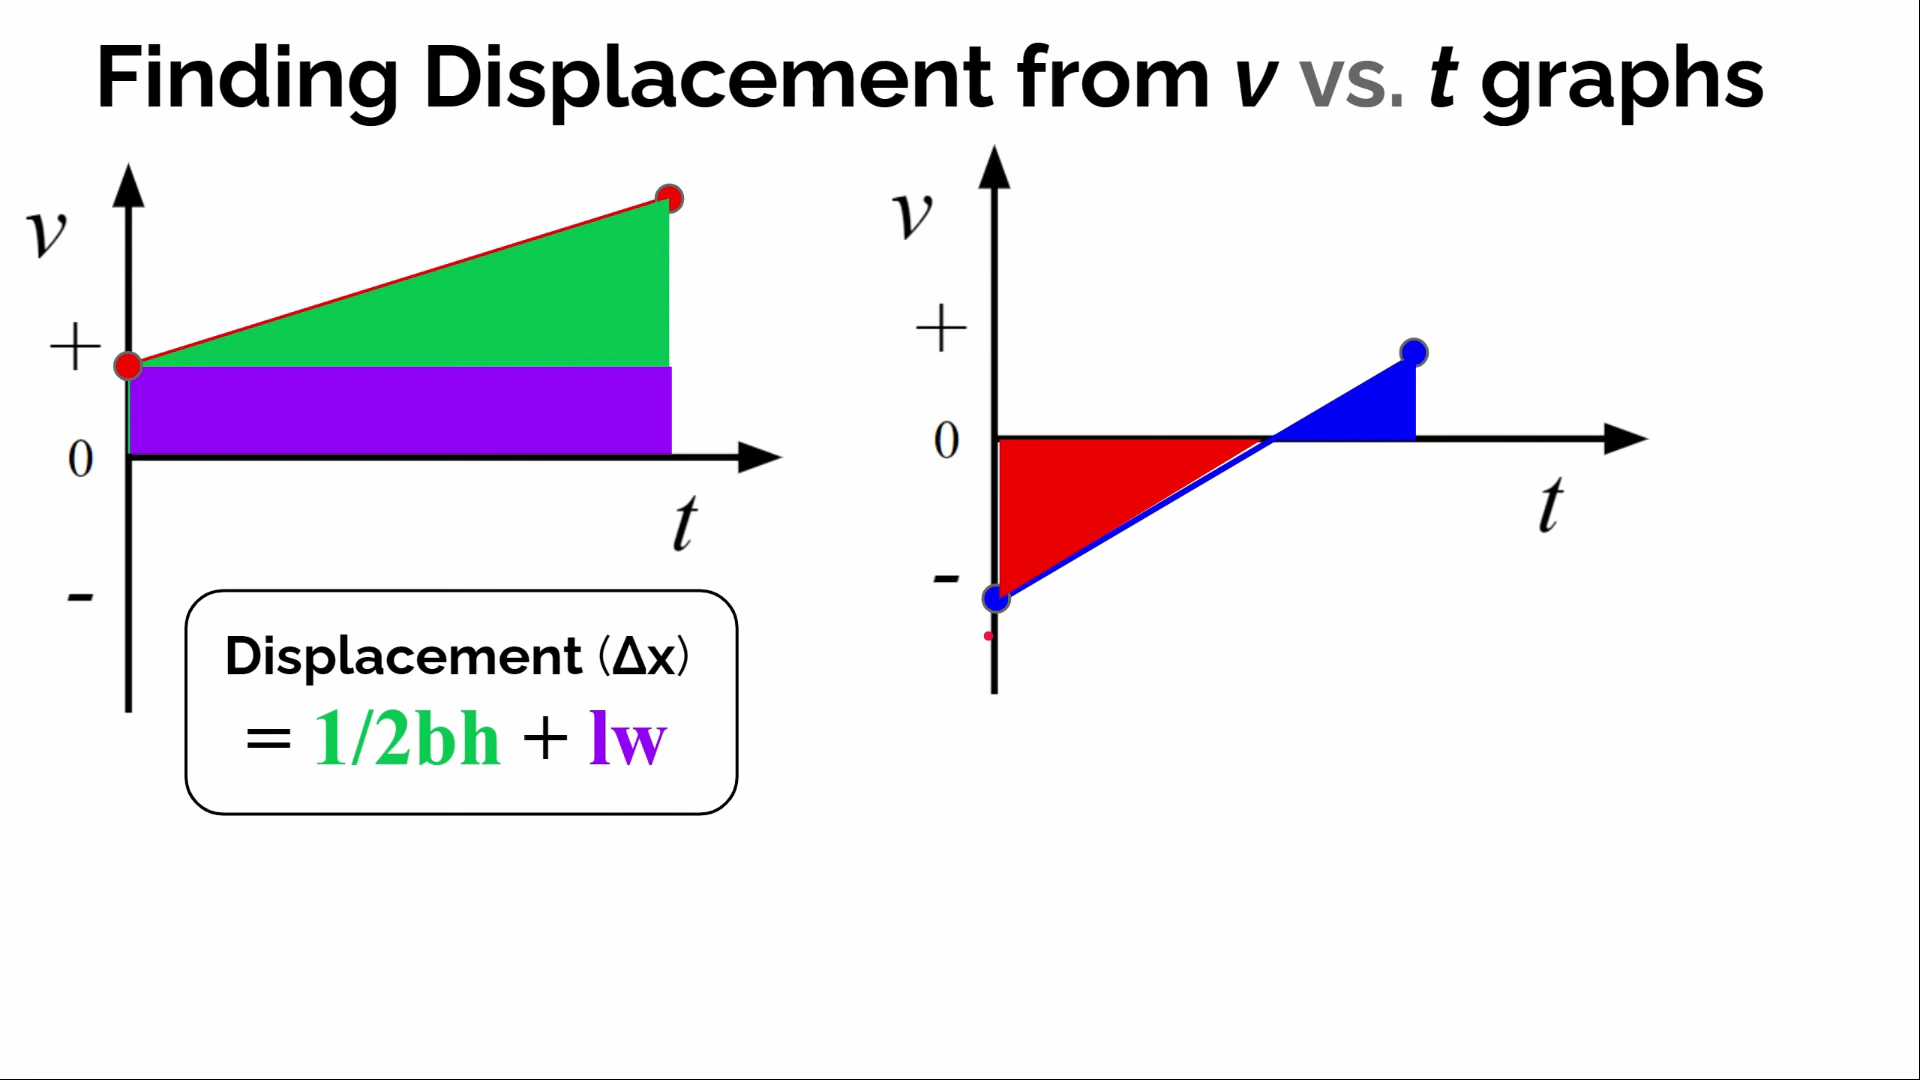 Finding Displacement from v vs. t graphs
v
+
0
t
-
Displacement (Δx)
= 1/2bh + lw
v
+
0
t
-